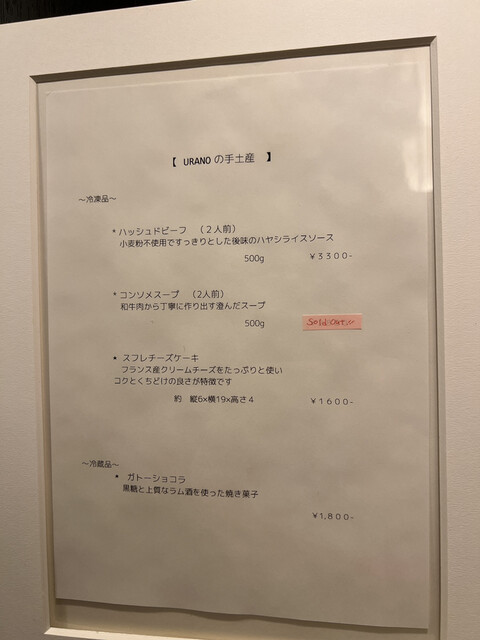 【 URANO の手土産 】
～冷凍品～
*ハッシュドビーフ （2人前）
小麦粉不使用ですっきりとした後味のハヤシライスソース
500g ￥3300-
*コンソメスープ （2人前）
和牛肉から丁寧に作り出す澄んだスープ
500g Sold Out
• スフレチーズケーキ
フランス産クリームチーズをたっぷりと使い
コクとくちどけの良さが特徴です
約 縦6×横19×高さ4 ￥1600-
～冷蔵品～
* ガトーショコラ
黒糖と上質なラム酒を使った焼き菓子
￥1,800-